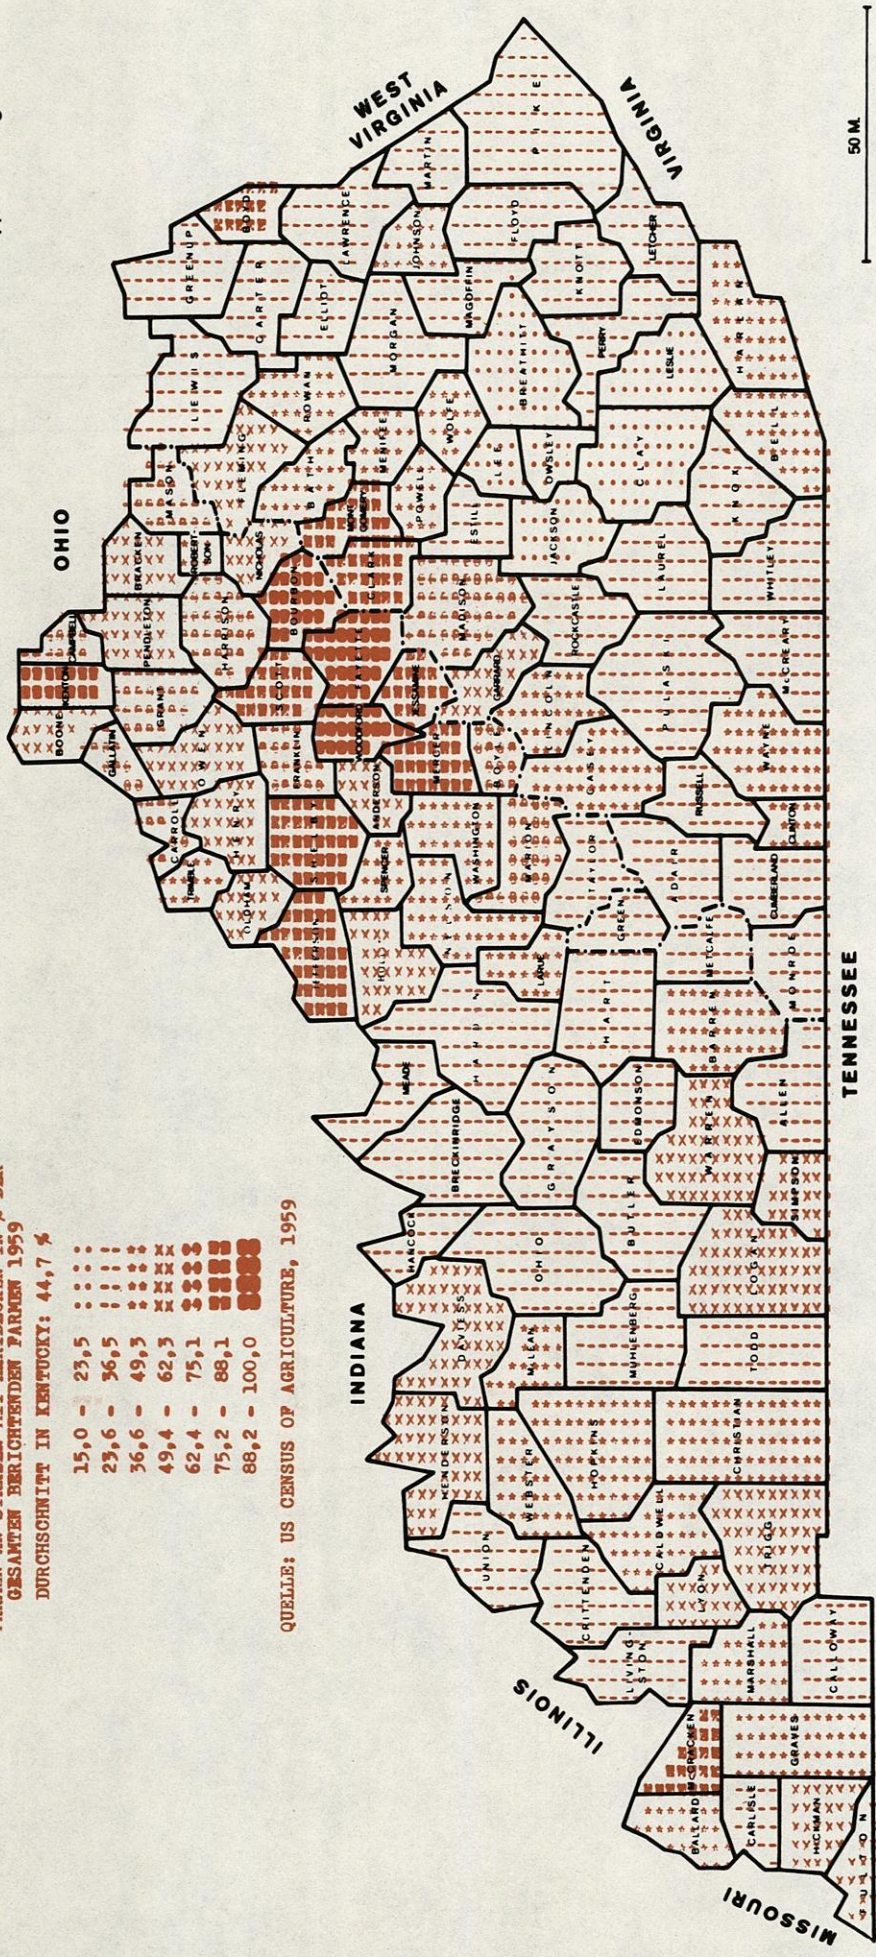 GESAMTEN BERICHTENDEN FARMEN 1959
DURCHSCHNITT IN KENTUCKY: 44,7 %
15,0 - 23,5
23,6 - 36,5
36,6 - 49,3
49,4 - 62,3
62,4 - 75,1
75,2 - 88,1
88,2 - 100,0
QUELLE: US CENSUS OF AGRICULTURE, 1959
OHIO
INDIANA
ILLINOIS
MISSOURI
TENNESSEE
WEST
VIRGINIA
VIRGINIA
50 M.
BOONE
KENTON
CAMPBELL
GALLATIN
GRANT
PENDLETON
BRACKEN
ROBERT-
SON
MASON
LEWIS
GREENUP
BOYD
CARTER
ELLIOT
LAWRENCE
CARROLL
TRIMBLE
OWEN
HENRY
OLDHAM
HARRISON
NICHOLAS
FLEMING
ROWAN
BATH
SCOTT
BOURBON
FRANKLIN
SHELBY
JEFFERSON
WOODFORD
FAYETTE
CLARK
MONT-
GOMERY
MENIFEE
MORGAN
JOHNSON
MARTIN
ANDERSON
SPENCER
BULLITT
MERCER
JESSAMINE
MADISON
POWELL
WOLFE
MAGOFFIN
FLOYD
PIKE
ESTILL
LEE
BREATHITT
KNOTT
WASHINGTON
NELSON
MARION
BOYLE
GARRARD
LINCOLN
ROCKCASTLE
JACKSON
OWSLEY
PERRY
LETCHER
LESLIE
CLAY
HARLAN
BELL
KNOX
LAUREL
WHITLEY
PULASKI
MCCREARY
CASEY
WAYNE
RUSSELL
CLINTON
TAYLOR
ADAIR
CUMBERLAND
GREEN
LARUE
HARDIN
MEADE
HART
METCALFE
MONROE
BARREN
BRECKINRIDGE
GRAYSON
EDMONSON
WARREN
ALLEN
SIMPSON
HANCOCK
OHIO
BUTLER
LOGAN
DAVIESS
MCLEAN
MUHLENBERG
TODD
HENDERSON
WEBSTER
HOPKINS
CHRISTIAN
UNION
CRITTENDEN
CALDWELL
LYON
TRIGG
LIVING-
STON
MARSHALL
CALLOWAY
MCCRACKEN
GRAVES
BALLARD
CARLISLE
HICKMAN
FULTON